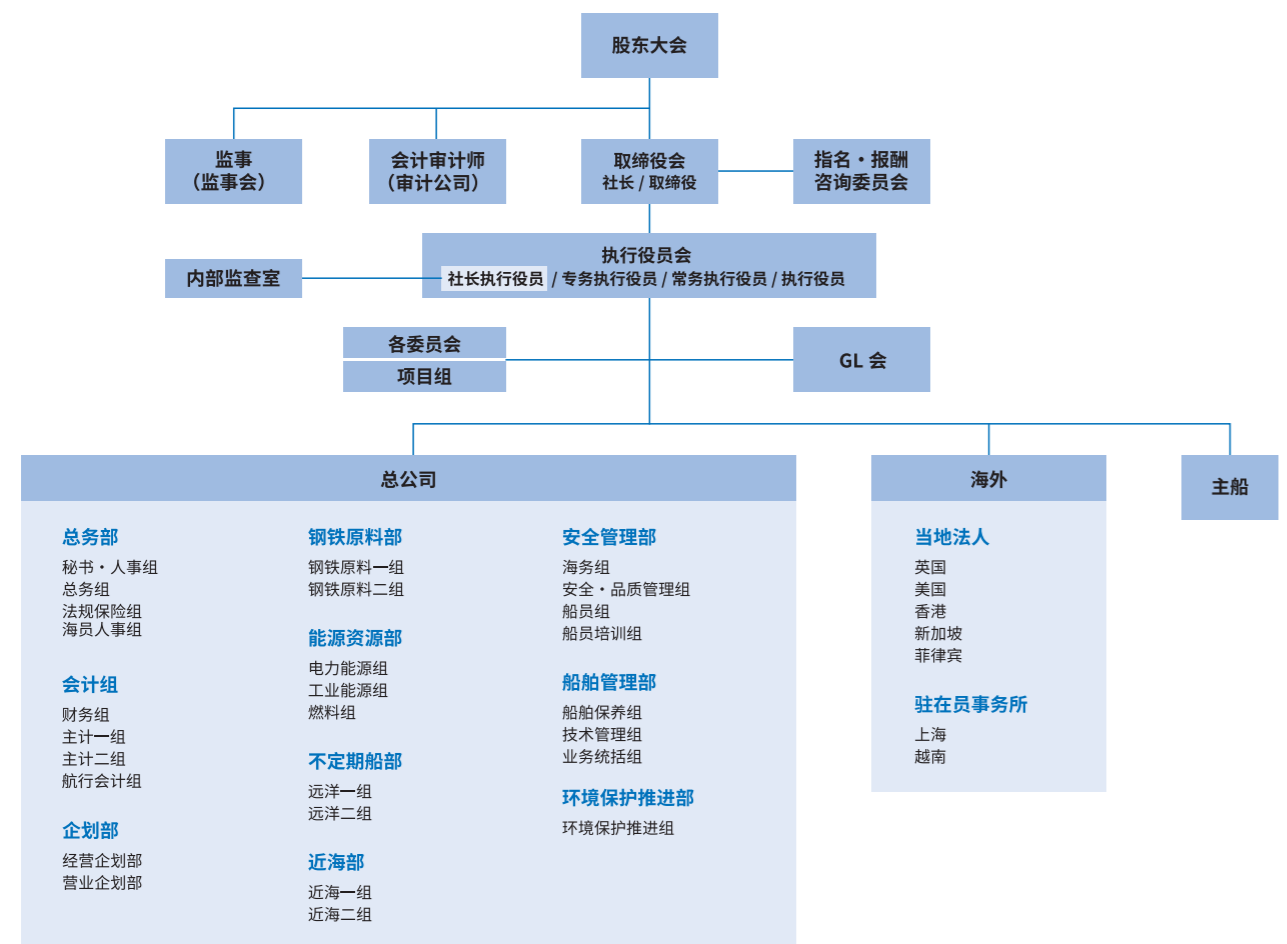 股东大会
监事
（监事会）
会计审计师
（审计公司）
取缔役会
社长 / 取缔役
指名・报酬
咨询委员会
执行役员会
社长执行役员 / 专务执行役员 / 常务执行役员 / 执行役员
内部监查室
各委员会
项目组
GL 会
总公司
总务部
秘书・人事组
总务组
法规保险组
海员人事组
会计组
财务组
主计一组
主计二组
航行会计组
企划部
经营企划部
营业企划部
钢铁原料部
钢铁原料一组
钢铁原料二组
能源资源部
电力能源组
工业能源组
燃料组
不定期船部
远洋一组
远洋二组
近海部
近海一组
近海二组
安全管理部
海务组
安全・品质管理组
船员组
船员培训组
船舶管理部
船舶保养组
技术管理组
业务统括组
环境保护推进部
环境保护推进组
海外
当地法人
英国
美国
香港
新加坡
菲律宾
驻在员事务所
上海
越南
主船